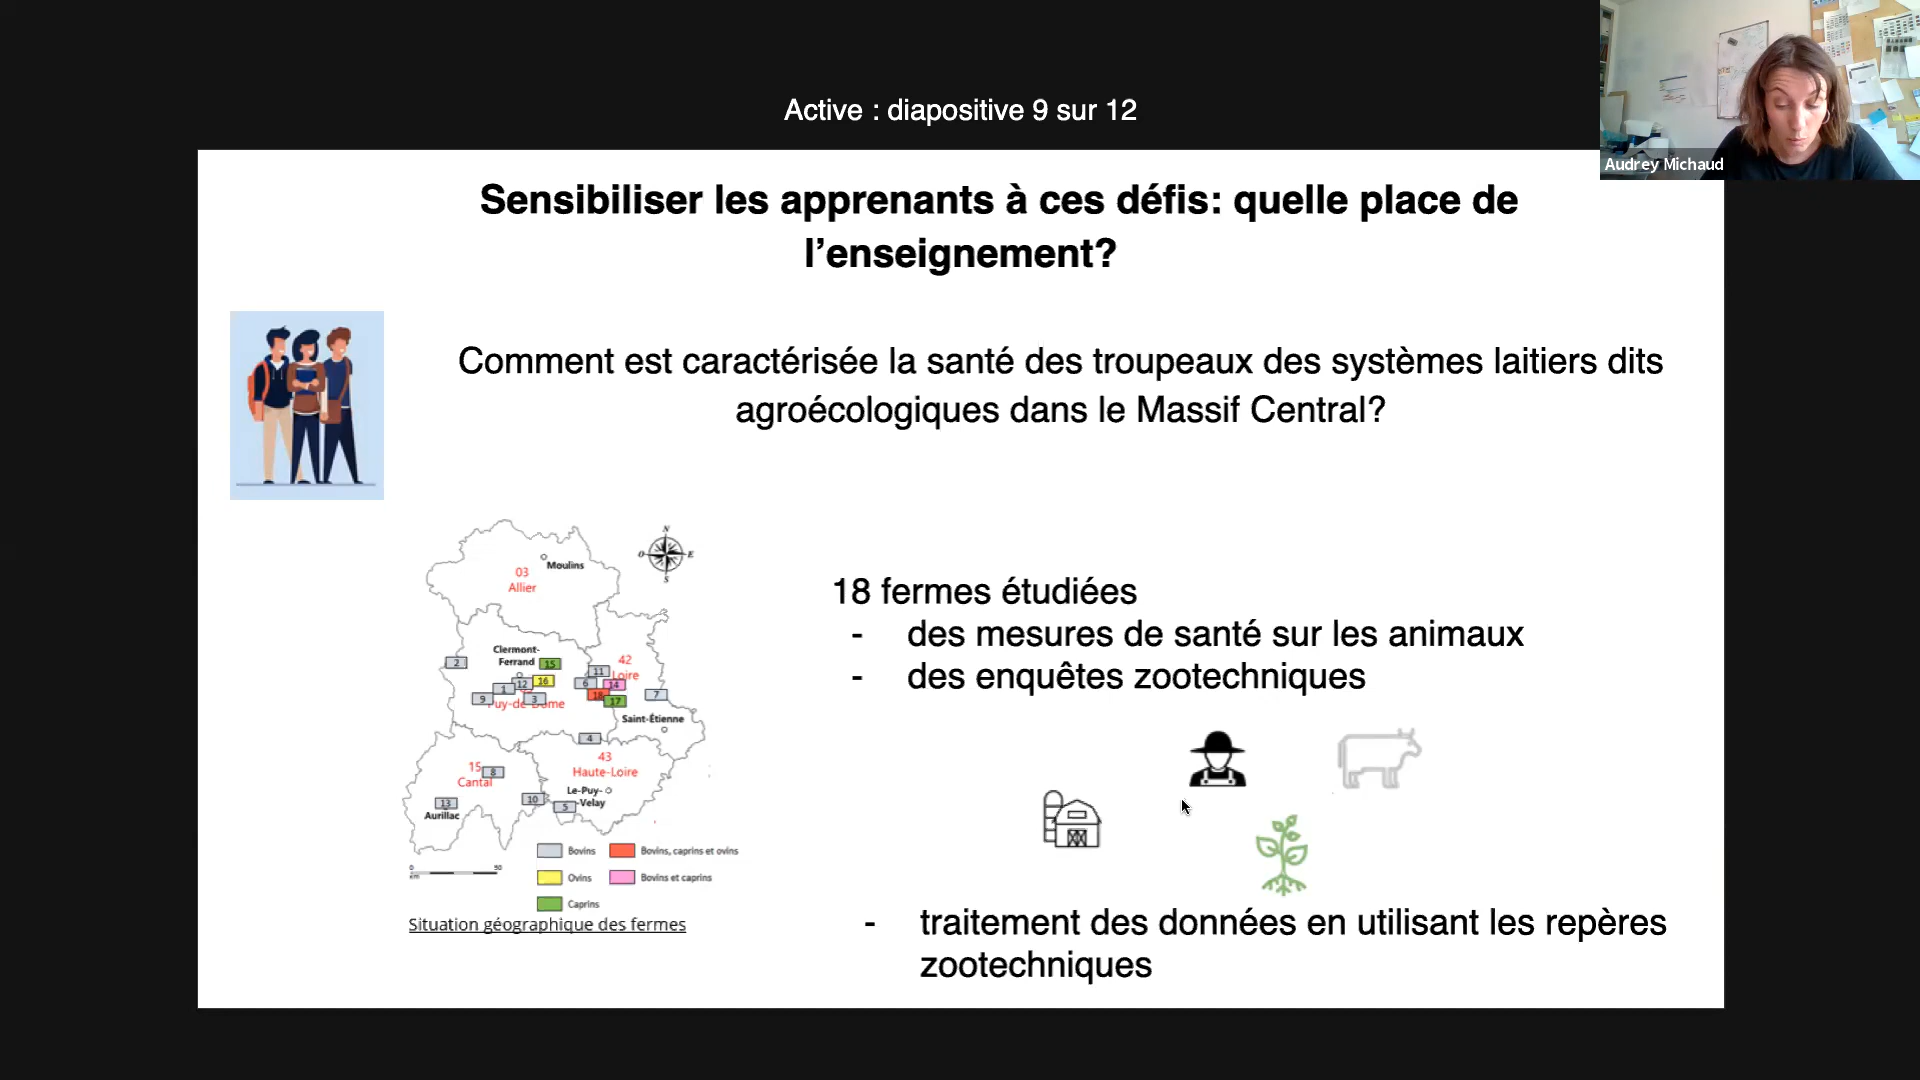 Active : diapositive 9 sur 12
Audrey Michaud
Sensibiliser les apprenants à ces défis: quelle place de
l’enseignement?
Comment est caractérisée la santé des troupeaux des systèmes laitiers dits
agroécologiques dans le Massif Central?
18 fermes étudiées
- des mesures de santé sur les animaux
- des enquêtes zootechniques
- traitement des données en utilisant les repères
zootechniques
N
O E
S
Moulins
03
Allier
Clermont-
Ferrand
15
2
42
Loire
11
16
12
1
6
14
9
3
18
17
7
Puy-de-Dôme
Saint-Étienne
4
43
Haute-Loire
15
Cantal
8
Le-Puy-
-Velay
13
10
5
Aurillac
0 50
km
Bovins
Bovins, caprins et ovins
Ovins
Bovins et caprins
Caprins
Situation géographique des fermes